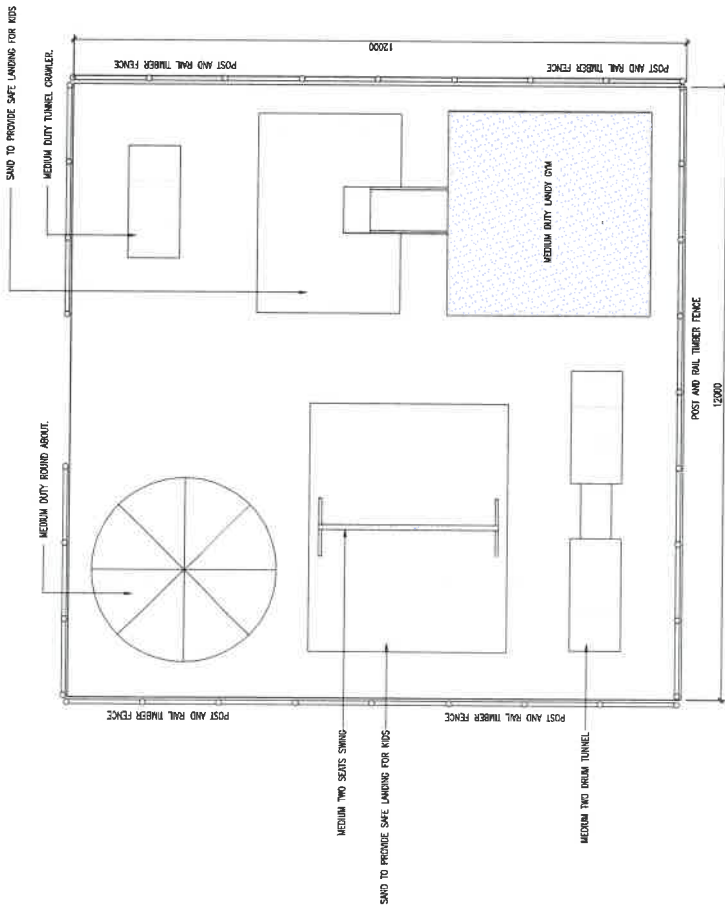 SAND TO PROVIDE SAFE LANDING FOR KIDS
MEDIUM DUTY TUNNEL CRAWLER.
12000
POST AND RAIL TIMBER FENCE
POST AND RAIL TIMBER FENCE
MEDIUM DUTY ROUND ABOUT.
MEDIUM DUTY LANDY GYM
POST AND RAIL TIMBER FENCE
12000
POST AND RAIL TIMBER FENCE
POST AND RAIL TIMBER FENCE
MEDIUM TWO SEATS SWING
SAND TO PROVIDE SAFE LANDING FOR KIDS
MEDIUM TWO DRUM TUNNEL